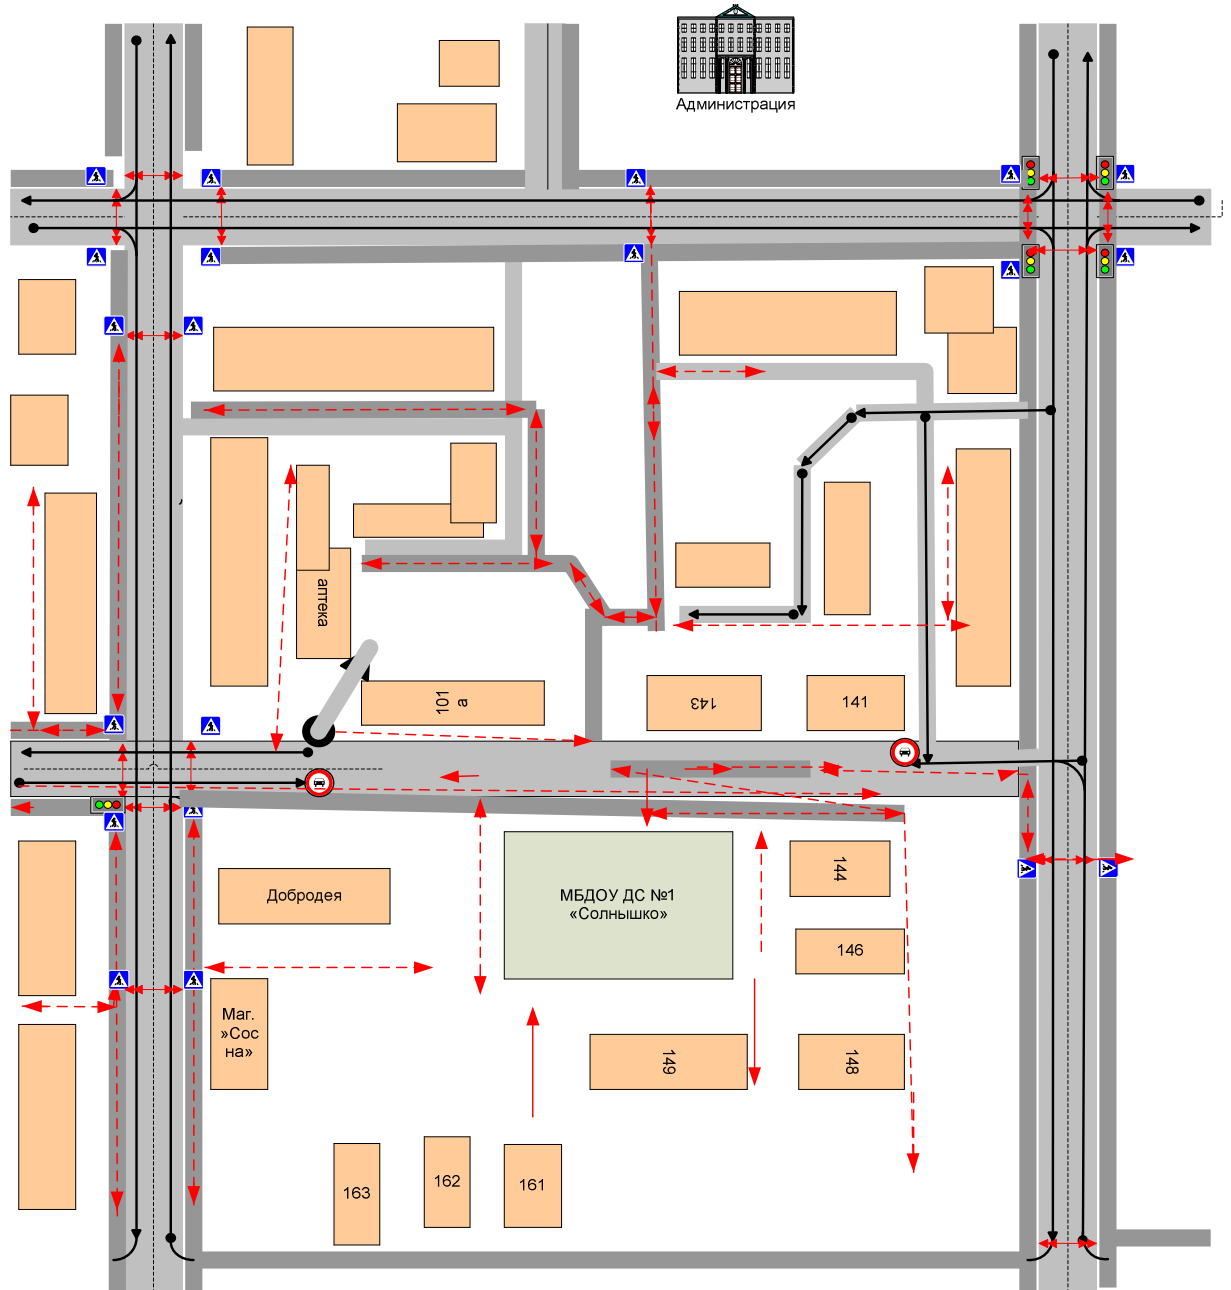 Администрация
аптека
101
а
143
141
МБДОУ ДС №1
«Солнышко»
144
Добродея
146
Маг.
»Сос
на»
149
148
163
162
161